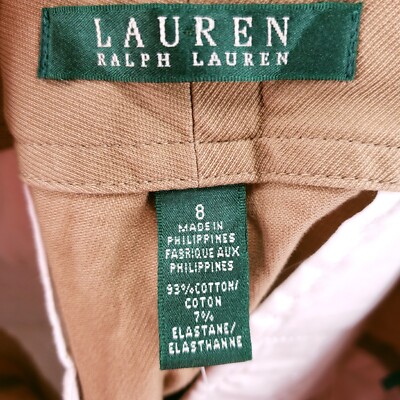 LAUREN
RALPH LAUREN
8
MADE IN
PHILIPPINES
FABRIQUE AUX
PHILIPPINES
93%COTTON/
COTON
7%
ELASTANE/
ELASTHANNE